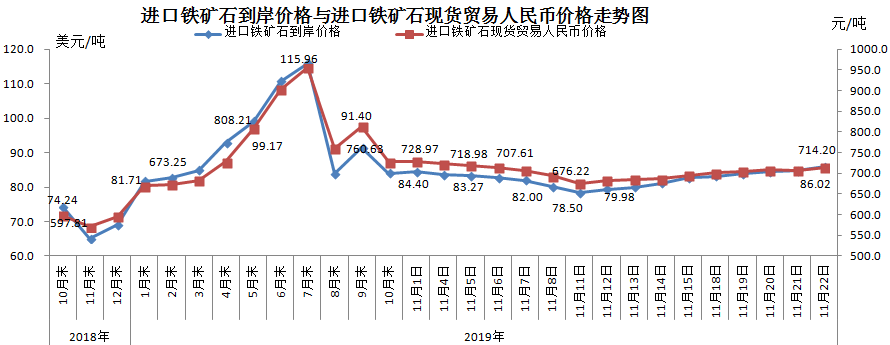 进口铁矿石到岸价格与进口铁矿石现货贸易人民币价格走势图
美元/吨
进口铁矿石到岸价格
进口铁矿石现货贸易人民币价格
元/吨
120.0
110.0
100.0
90.0
80.0
70.0
60.0
1000.0
950.0
900.0
850.0
800.0
750.0
700.0
650.0
600.0
550.0
500.0
74.24
597.81
81.71
673.25
808.21
99.17
115.96
91.40
760.63
728.97
84.40
718.98
83.27
707.61
82.00
676.22
78.50
79.98
714.20
86.02
10月末
11月末
12月末
1月末
2月末
3月末
4月末
5月末
6月末
7月末
8月末
9月末
10月末
11月1日
11月4日
11月5日
11月6日
11月7日
11月8日
11月11日
11月12日
11月13日
11月14日
11月15日
11月18日
11月19日
11月20日
11月21日
11月22日
2018年
2019年